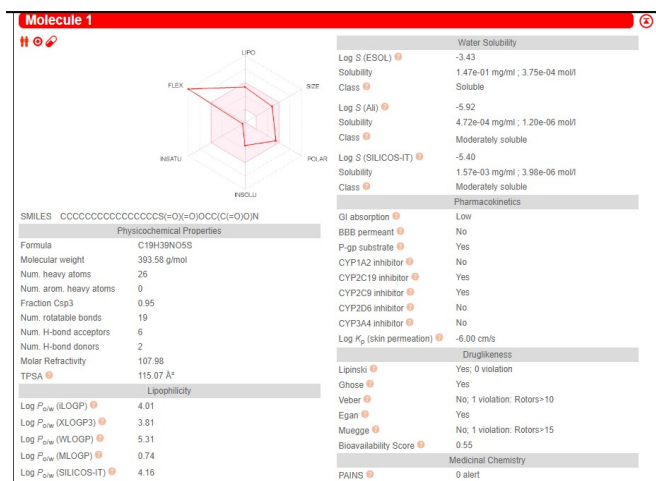 Molecule 1
LIPO
FLEX
SIZE
INSATU
POLAR
INSOLU
SMILES CCCCCCCCCCCCCCCCS(=O)(=O)OCC(C(=O)O)N
Physicochemical Properties
Formula C19H39NO5S
Molecular weight 393.58 g/mol
Num. heavy atoms 26
Num. arom. heavy atoms 0
Fraction Csp3 0.95
Num. rotatable bonds 19
Num. H-bond acceptors 6
Num. H-bond donors 2
Molar Refractivity 107.98
TPSA ? 115.07 Å²
Lipophilicity
Log Po/w (iLOGP) ? 4.01
Log Po/w (XLOGP3) ? 3.81
Log Po/w (WLOGP) ? 5.31
Log Po/w (MLOGP) ? 0.74
Log Po/w (SILICOS-IT) ? 4.16
Water Solubility
Log S (ESOL) ? -3.43
Solubility 1.47e-01 mg/ml ; 3.75e-04 mol/l
Class ? Soluble
Log S (Ali) ? -5.92
Solubility 4.72e-04 mg/ml ; 1.20e-06 mol/l
Class ? Moderately soluble
Log S (SILICOS-IT) ? -5.40
Solubility 1.57e-03 mg/ml ; 3.98e-06 mol/l
Class ? Moderately soluble
Pharmacokinetics
GI absorption ? Low
BBB permeant ? No
P-gp substrate ? Yes
CYP1A2 inhibitor ? No
CYP2C19 inhibitor ? Yes
CYP2C9 inhibitor ? Yes
CYP2D6 inhibitor ? No
CYP3A4 inhibitor ? No
Log Kp (skin permeation) ? -6.00 cm/s
Druglikeness
Lipinski ? Yes; 0 violation
Ghose ? Yes
Veber ? No; 1 violation: Rotors>10
Egan ? Yes
Muegge ? No; 1 violation: Rotors>15
Bioavailability Score ? 0.55
Medicinal Chemistry
PAINS ? 0 alert